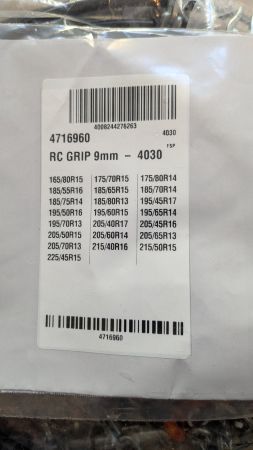 4008244276263
4716960 4030
FSP
RC GRIP 9mm - 4030
165/80R15 175/70R15 175/80R14
185/55R16 185/65R15 185/70R14
185/75R14 185/80R13 195/45R17
195/50R16 195/60R15 195/65R14
195/70R13 205/40R17 205/45R16
205/50R15 205/60R14 205/65R13
205/70R13 215/40R16 215/50R15
225/45R15
4716960